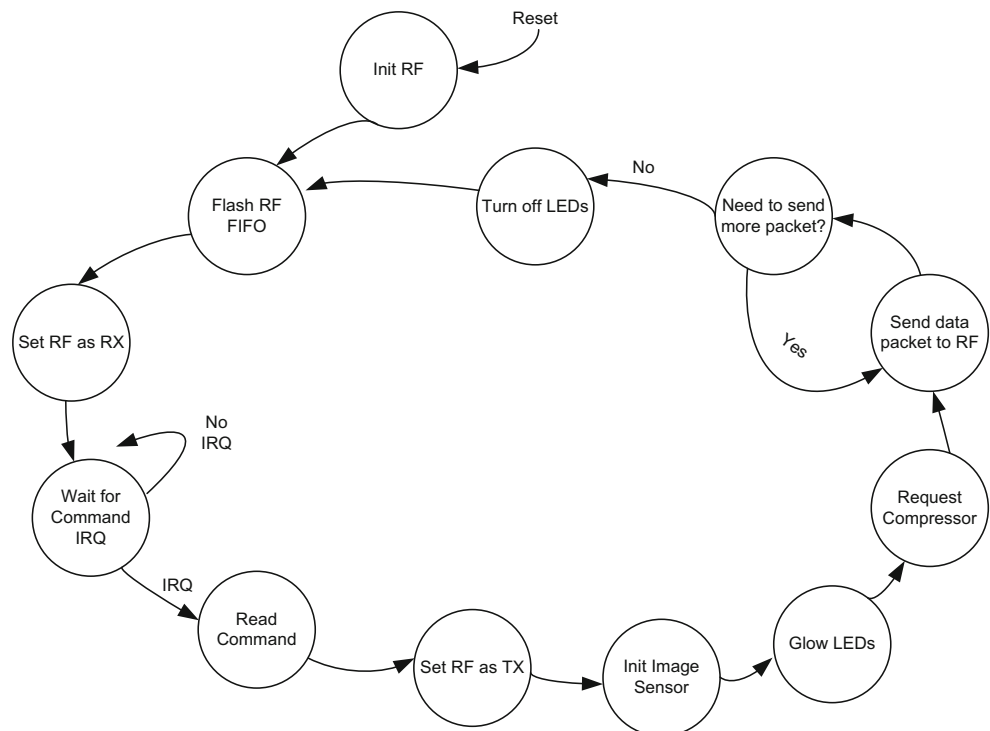 Reset
Init RF
Flash RF
FIFO
Set RF as RX
No
IRQ
Wait for
Command
IRQ
IRQ
Read
Command
Set RF as TX
Init Image
Sensor
Glow LEDs
Request
Compressor
Send data
packet to RF
Need to send
more packet?
Yes
No
Turn off LEDs